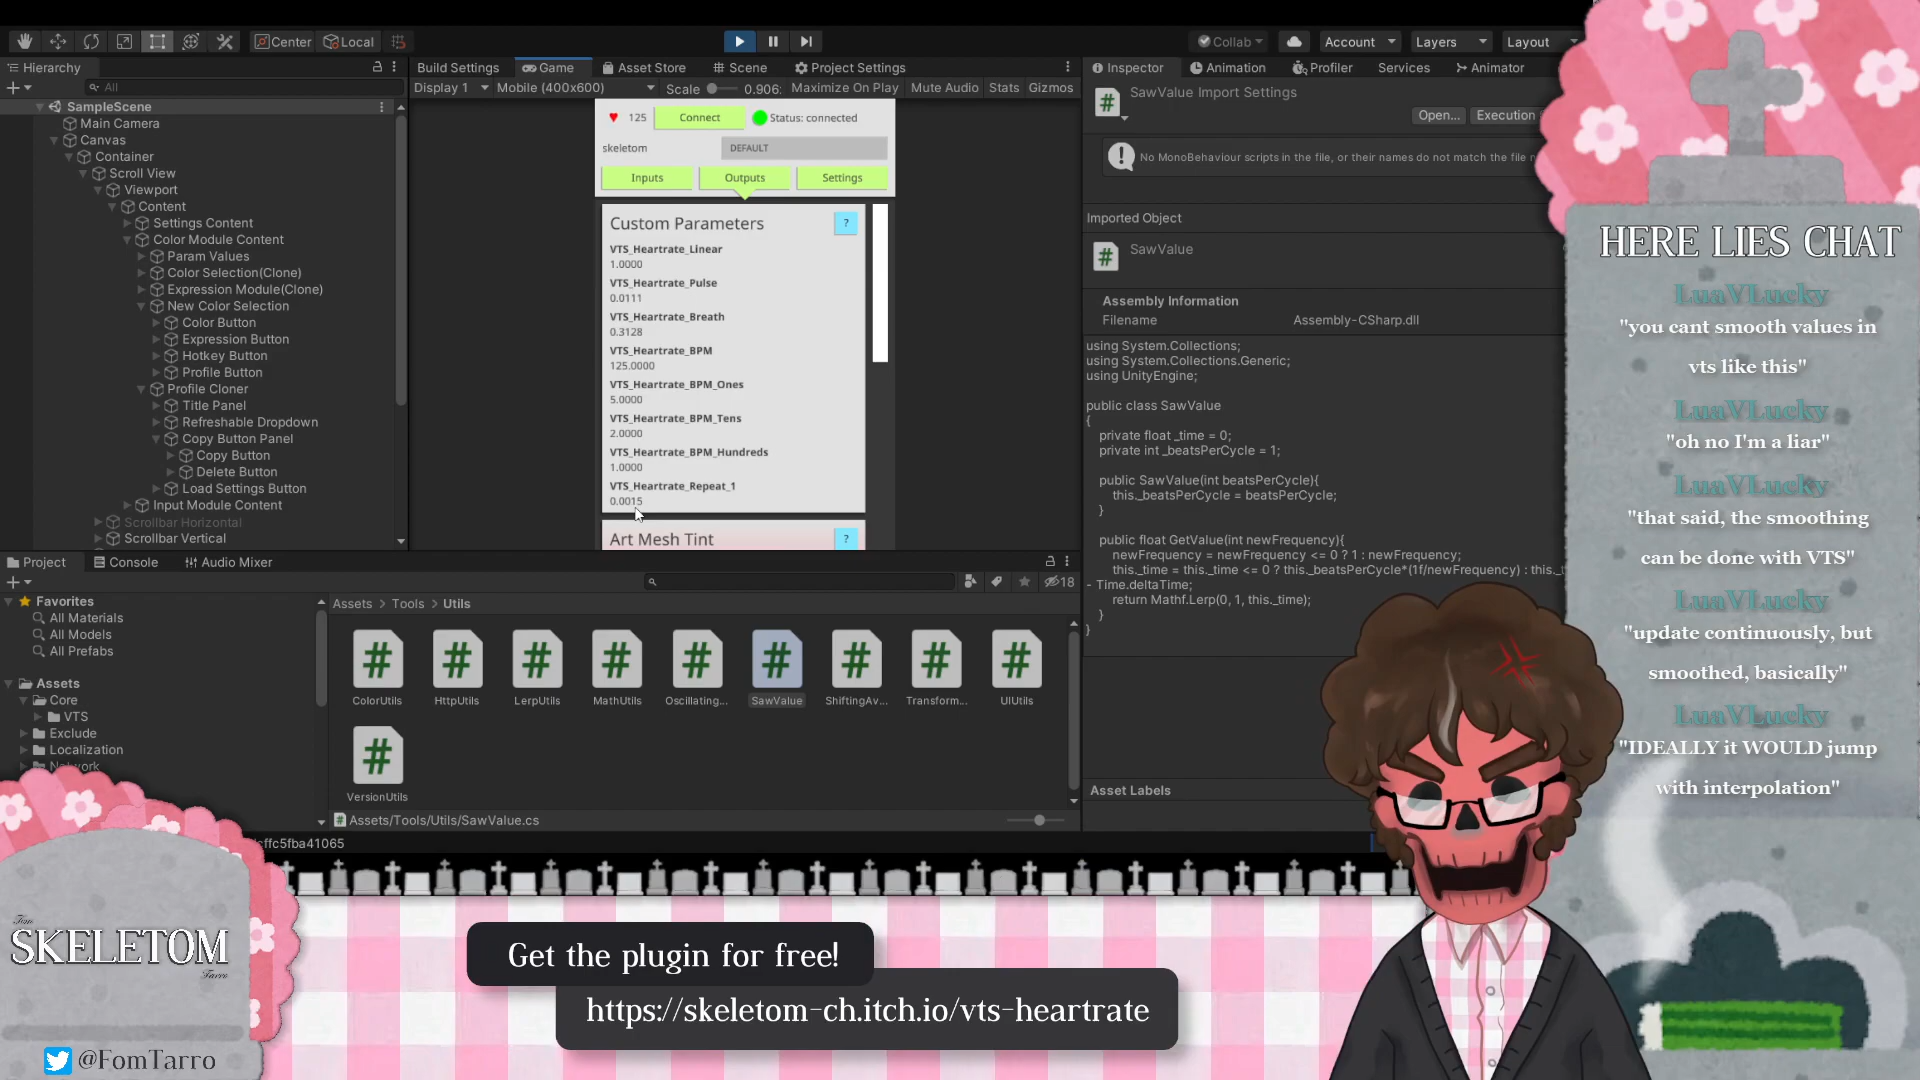 Center
Local
Collab
Account
Layers
Layout
Hierarchy
All
SampleScene
Main Camera
Canvas
Container
Scroll View
Viewport
Content
Settings Content
Color Module Content
Param Values
Color Selection(Clone)
Expression Module(Clone)
New Color Selection
Color Button
Expression Button
Hotkey Button
Profile Button
Profile Cloner
Title Panel
Refreshable Dropdown
Copy Button Panel
Copy Button
Delete Button
Load Settings Button
Input Module Content
Scrollbar Horizontal
Scrollbar Vertical
Build Settings
Game
Asset Store
Scene
Project Settings
Display 1
Mobile (400x600)
Scale
0.906:
Maximize On Play
Mute Audio
Stats
Gizmos
125
Connect
Status: connected
skeletom
DEFAULT
Inputs
Outputs
Settings
Custom Parameters
?
VTS_Heartrate_Linear
1.0000
VTS_Heartrate_Pulse
0.0111
VTS_Heartrate_Breath
0.3128
VTS_Heartrate_BPM
125.0000
VTS_Heartrate_BPM_Ones
5.0000
VTS_Heartrate_BPM_Tens
2.0000
VTS_Heartrate_BPM_Hundreds
1.0000
VTS_Heartrate_Repeat_1
0.0015
Art Mesh Tint
?
Inspector
Animation
Profiler
Services
Animator
SawValue Import Settings
Open...
Execution
No MonoBehaviour scripts in the file, or their names do not match the file n
Imported Object
SawValue
Assembly Information
Filename
Assembly-CSharp.dll
using System.Collections;
using System.Collections.Generic;
using UnityEngine;
public class SawValue
{
private float _time = 0;
private int _beatsPerCycle = 1;
public SawValue(int beatsPerCycle){
this._beatsPerCycle = beatsPerCycle;
}
public float GetValue(int newFrequency){
newFrequency = newFrequency <= 0 ? 1 : newFrequency;
this._time = this._time <= 0 ? this._beatsPerCycle*(1f/newFrequency) : this._t
- Time.deltaTime;
return Mathf.Lerp(0, 1, this._time);
}
}
Asset Labels
Project
Console
Audio Mixer
18
Favorites
All Materials
All Models
All Prefabs
Assets
Core
VTS
Exclude
Localization
Network
Assets > Tools > Utils
ColorUtils
HttpUtils
LerpUtils
MathUtils
Oscillating...
SawValue
ShiftingAv...
Transform...
UIUtils
VersionUtils
Assets/Tools/Utils/SawValue.cs
cffc5fba41065
HERE LIES CHAT
LuaVLucky
"you cant smooth values in
vts like this"
LuaVLucky
"oh no I'm a liar"
LuaVLucky
"that said, the smoothing
can be done with VTS"
LuaVLucky
"update continuously, but
smoothed, basically"
LuaVLucky
"IDEALLY it WOULD jump
with interpolation"
Tom
SKELETOM
Tarro
@FomTarro
Get the plugin for free!
https://skeletom-ch.itch.io/vts-heartrate